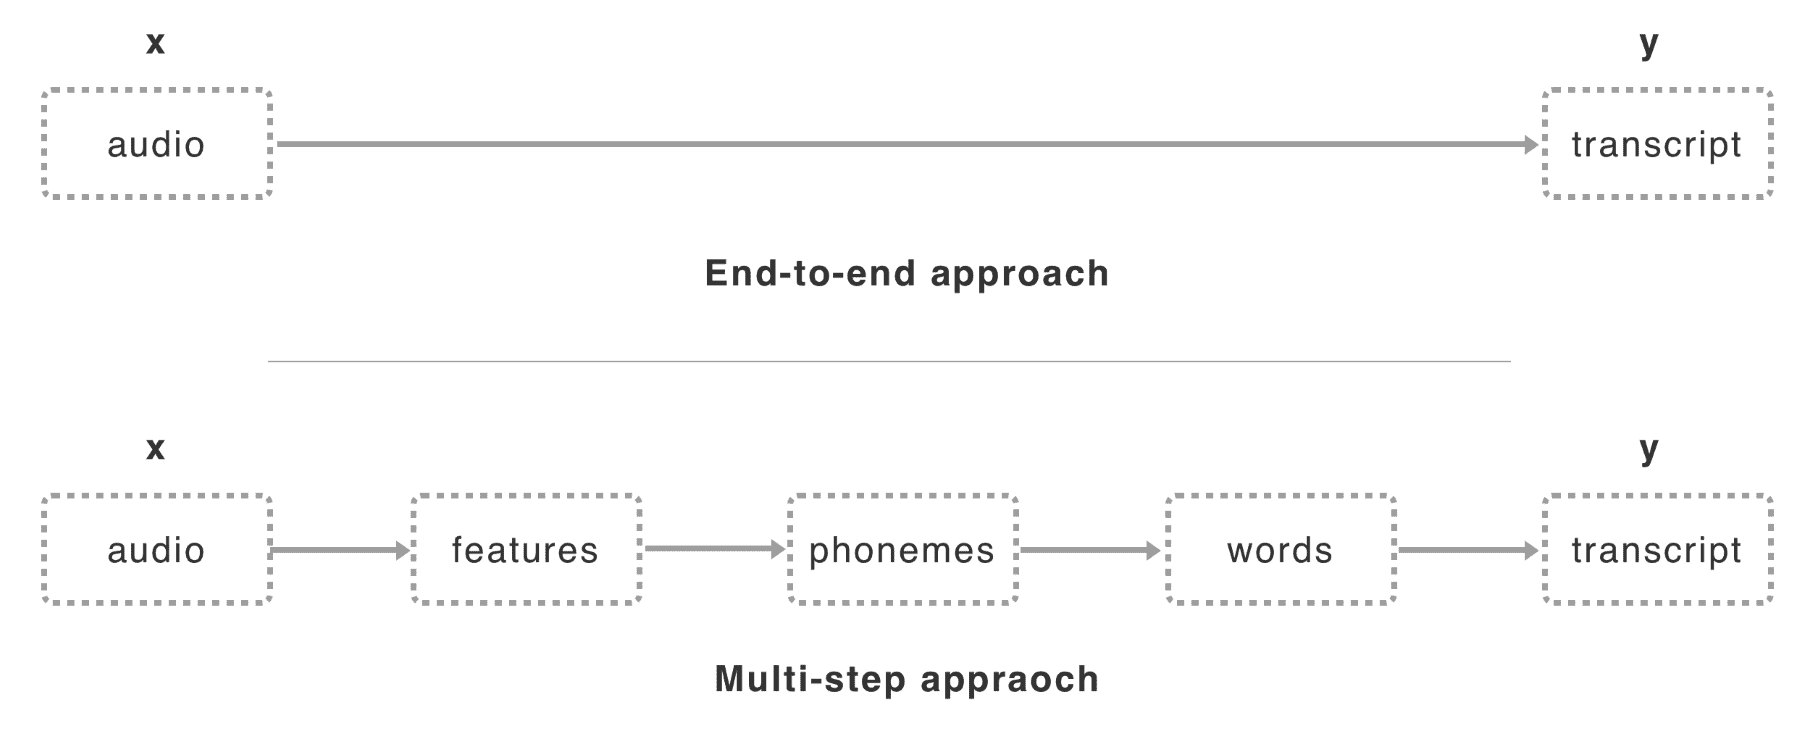 x y
audio transcript
End-to-end approach
x y
audio features phonemes words transcript
Multi-step appraoch